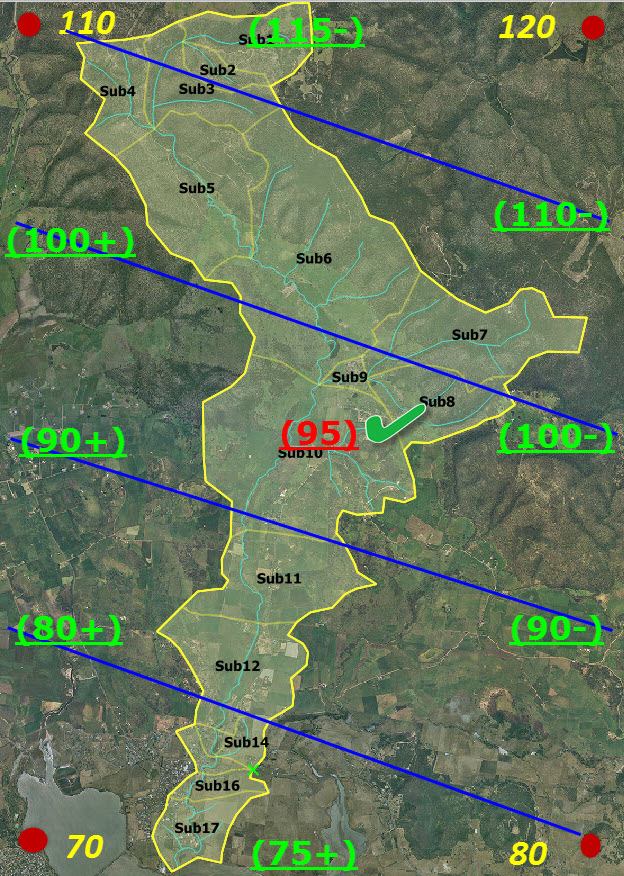 110
(115-)
120
Sub2
Sub3
Sub4
Sub5
(110-)
(100+)
Sub6
Sub7
Sub9
Sub8
(95)
(90+)
(100-)
Sub10
Sub11
(80+)
(90-)
Sub12
Sub14
Sub16
Sub17
70
(75+)
80